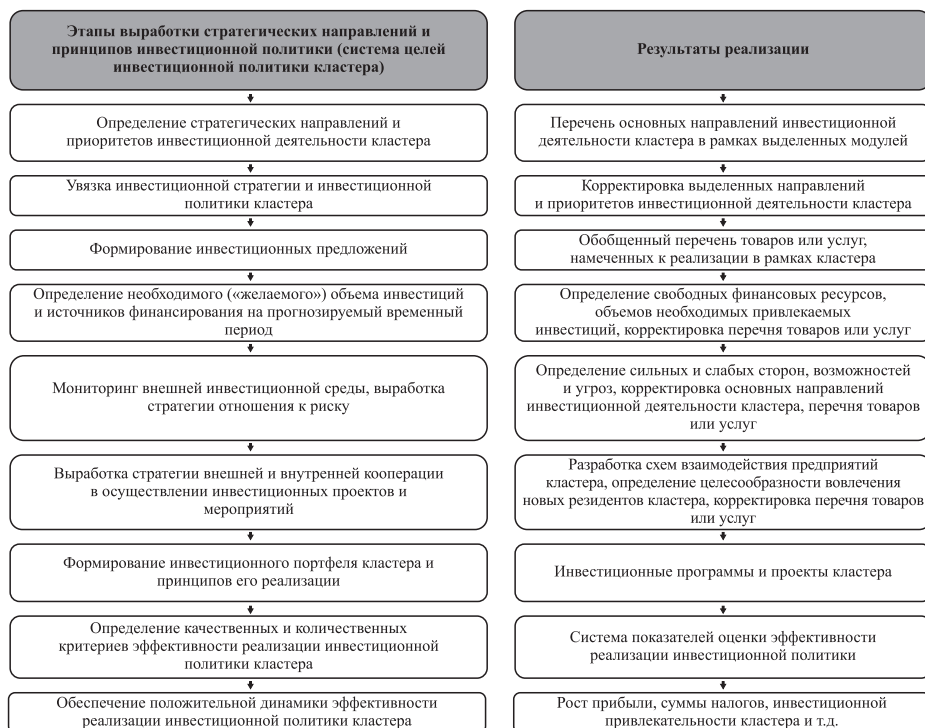 Этапы выработки стратегических направлений и
принципов инвестиционной политики (система целей
инвестиционной политики кластера)
Результаты реализации
Определение стратегических направлений и
приоритетов инвестиционной деятельности кластера
Перечень основных направлений инвестиционной
деятельности кластера в рамках выделенных модулей
Увязка инвестиционной стратегии и инвестиционной
политики кластера
Корректировка выделенных направлений
и приоритетов инвестиционной деятельности кластера
Формирование инвестиционных предложений
Обобщенный перечень товаров или услуг,
намеченных к реализации в рамках кластера
Определение необходимого («желаемого») объема инвестиций
и источников финансирования на прогнозируемый временный
период
Определение свободных финансовых ресурсов,
объемов необходимых привлекаемых
инвестиций, корректировка перечня товаров или услуг
Мониторинг внешней инвестиционной среды, выработка
стратегии отношения к риску
Определение сильных и слабых сторон, возможностей
и угроз, корректировка основных направлений
инвестиционной деятельности кластера, перечня товаров
или услуг
Выработка стратегии внешней и внутренней кооперации
в осуществлении инвестиционных проектов и
мероприятий
Разработка схем взаимодействия предприятий
кластера, определение целесообразности вовлечения
новых резидентов кластера, корректировка перечня товаров
или услуг
Формирование инвестиционного портфеля кластера и
принципов его реализации
Инвестиционные программы и проекты кластера
Определение качественных и количественных
критериев эффективности реализации инвестиционной
политики кластера
Система показателей оценки эффективности
реализации инвестиционной политики
Обеспечение положительной динамики эффективности
реализации инвестиционной политики кластера
Рост прибыли, суммы налогов, инвестиционной
привлекательности кластера и т.д.